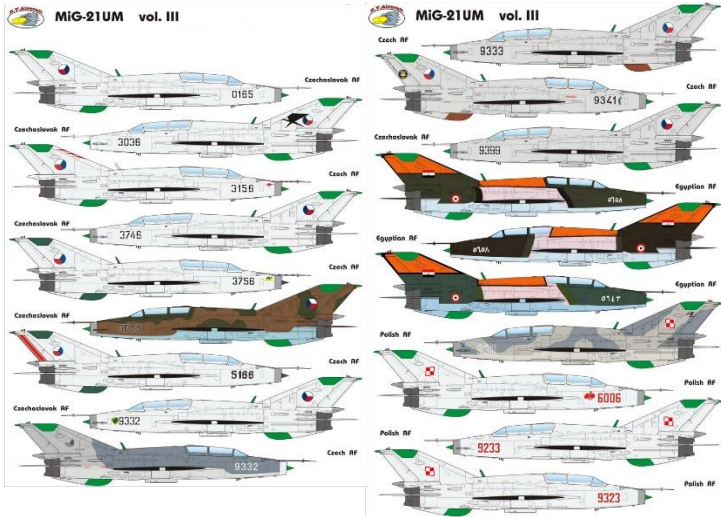 MiG-21UM vol. III
0165
Czechoslovak AF
Czechoslovak AF
3036
3156
Czech AF
Czechoslovak AF
3746
3756
Czech AF
Czechoslovak AF
5166
Czech AF
Czechoslovak AF
9332
Czech AF
9332
MiG-21UM vol. III
9333
Czech AF
9341
Czech AF
Czechoslovak AF
9399
Egyptian AF
٥٦٥٨
Egyptian AF
٥٦٥٨
Egyptian AF
٥٦٤٣
Polish AF
6006
Polish AF
Polish AF
9233
9323
Polish AF